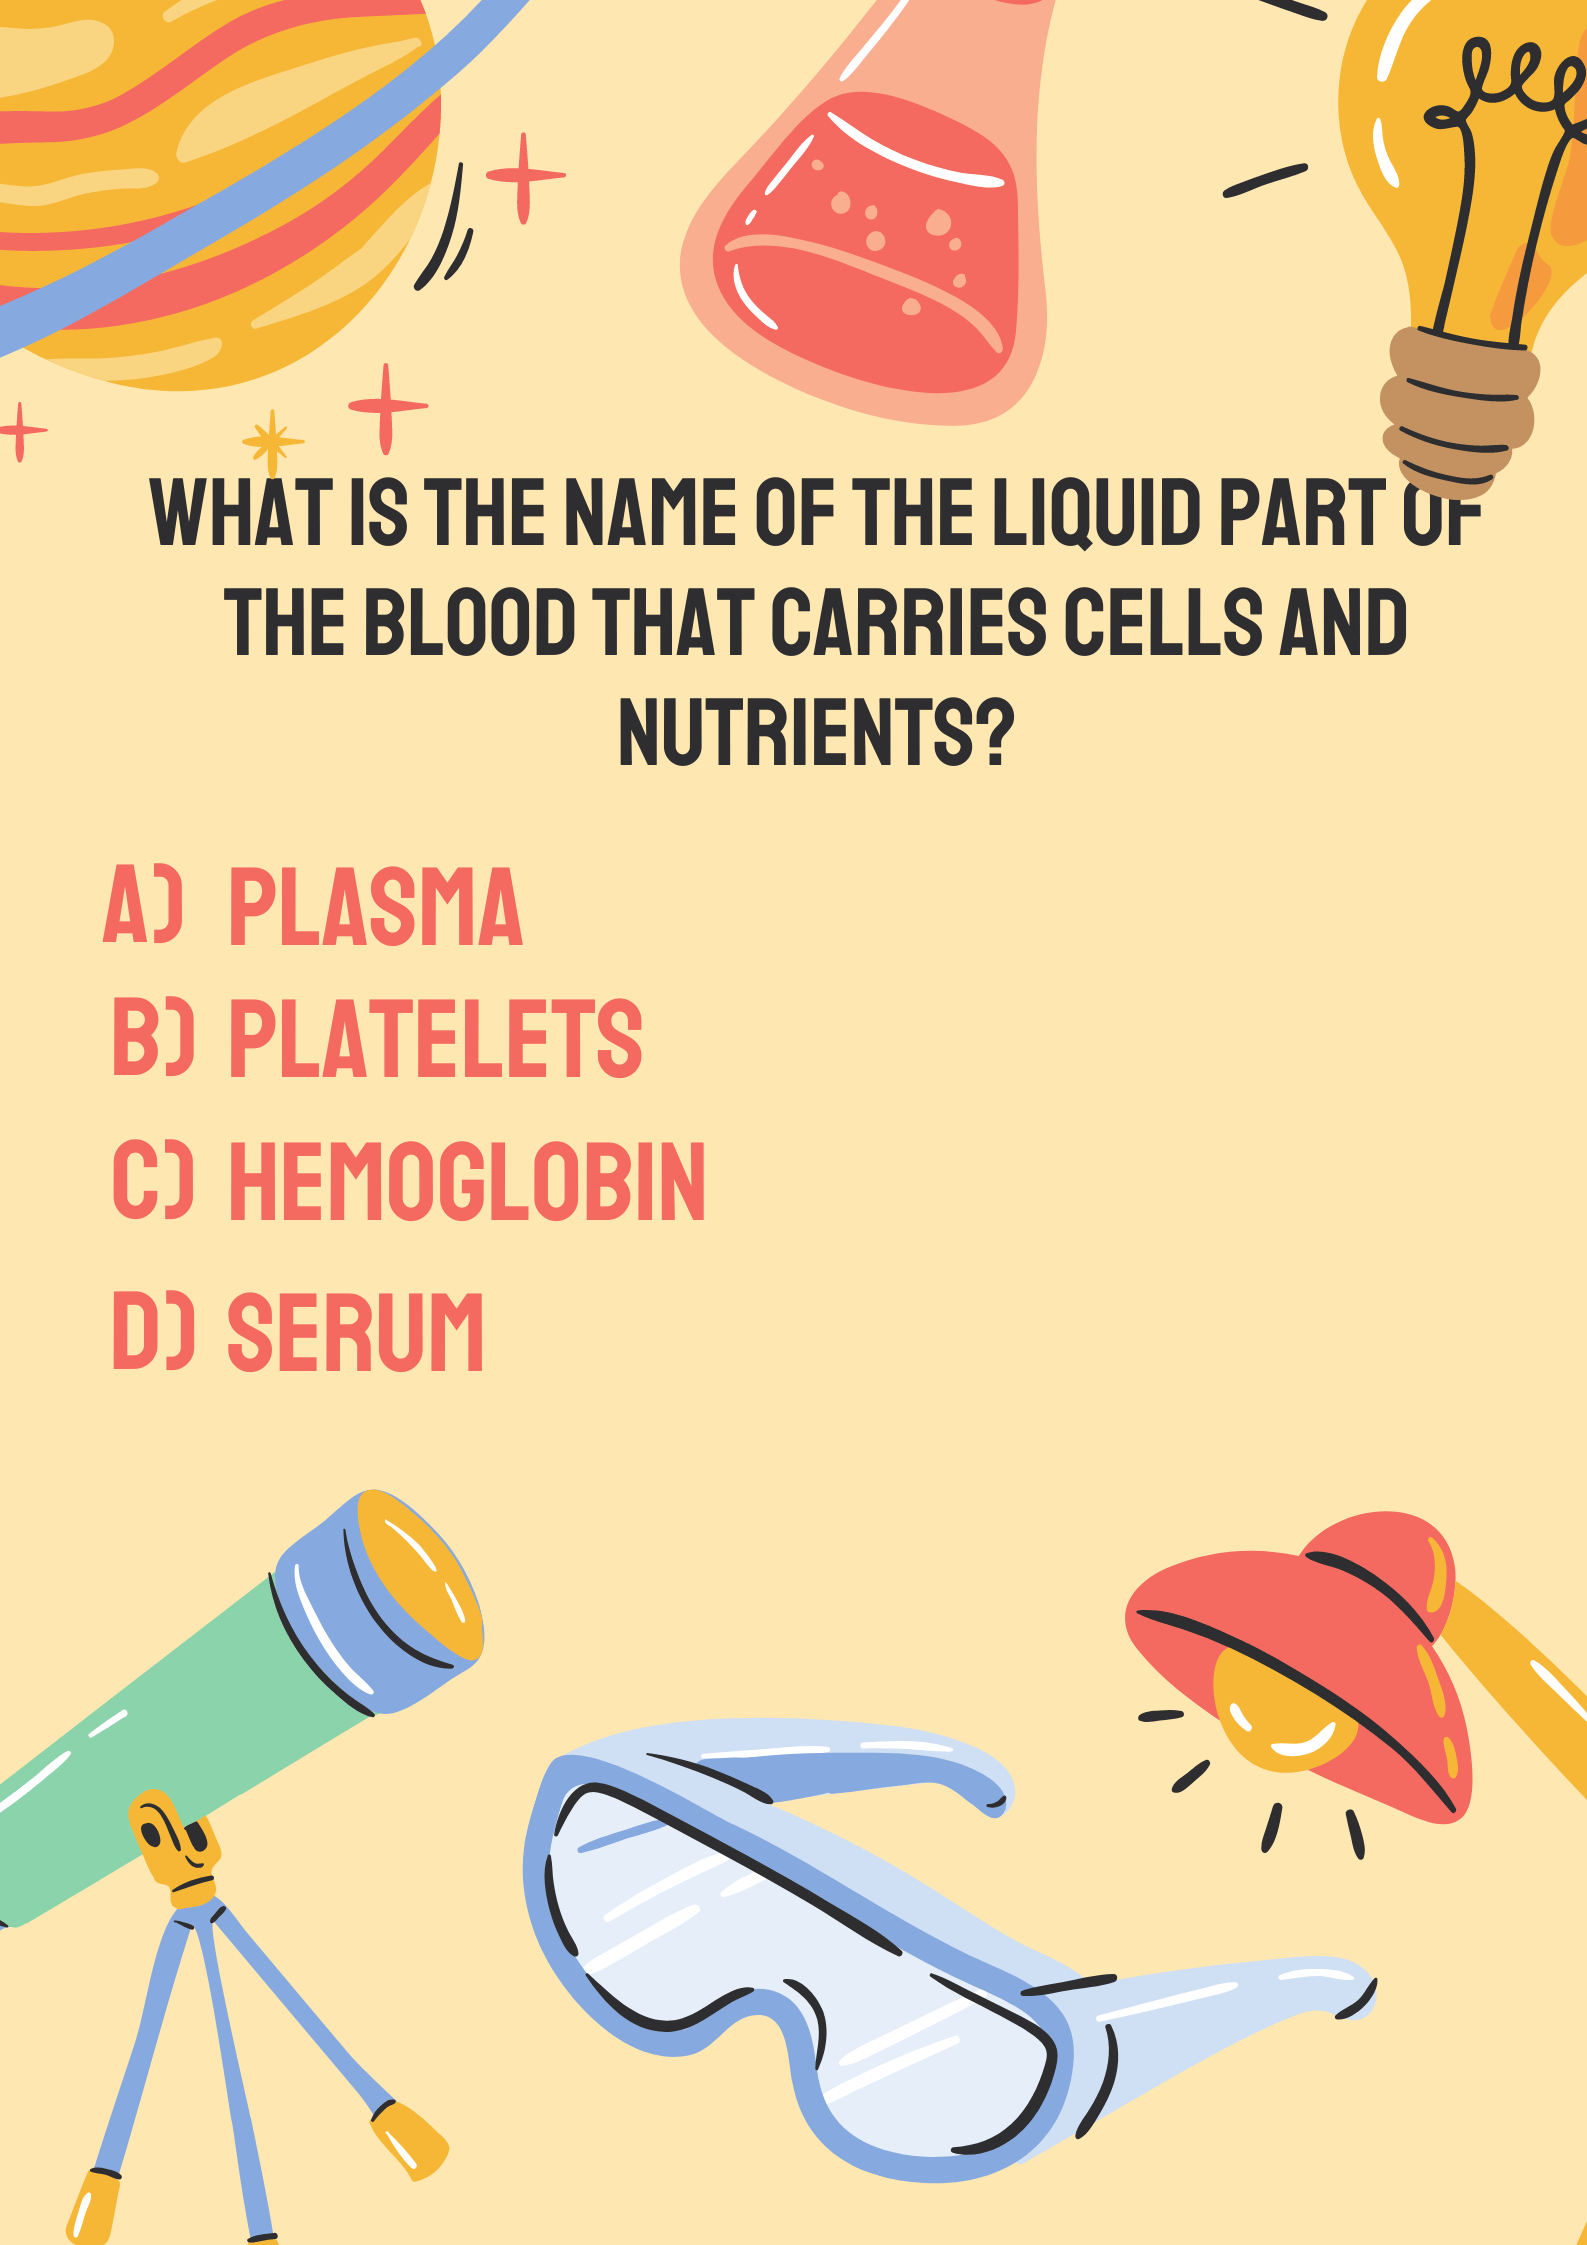 WHAT IS THE NAME OF THE LIQUID PART OF
THE BLOOD THAT CARRIES CELLS AND
NUTRIENTS?
A) PLASMA
B) PLATELETS
C) HEMOGLOBIN
D) SERUM